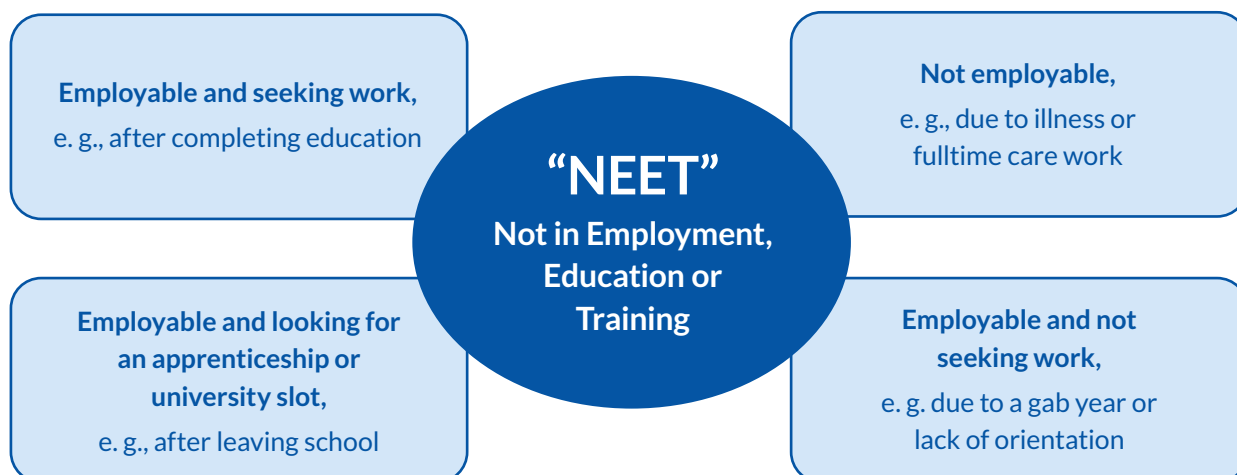 Employable and seeking work,
e. g., after completing education
Not employable,
e. g., due to illness or
fulltime care work
“NEET”
Not in Employment,
Education or
Training
Employable and looking for
an apprenticeship or
university slot,
e. g., after leaving school
Employable and not
seeking work,
e. g. due to a gab year or
lack of orientation